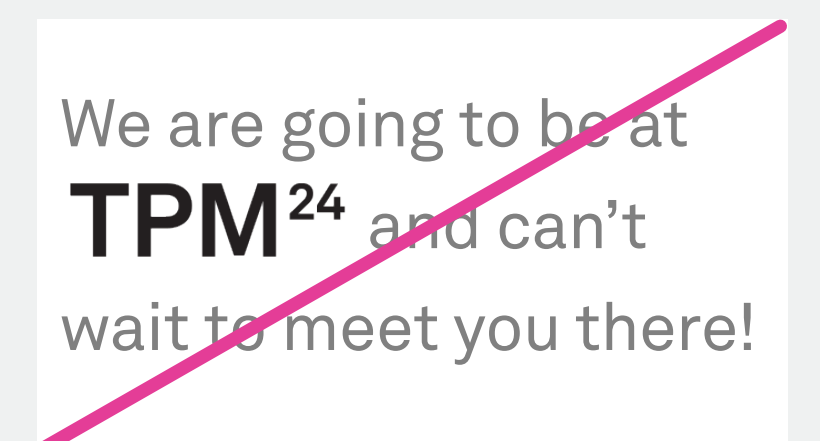 We are going to be at
TPM24 and can’t
wait to meet you there!